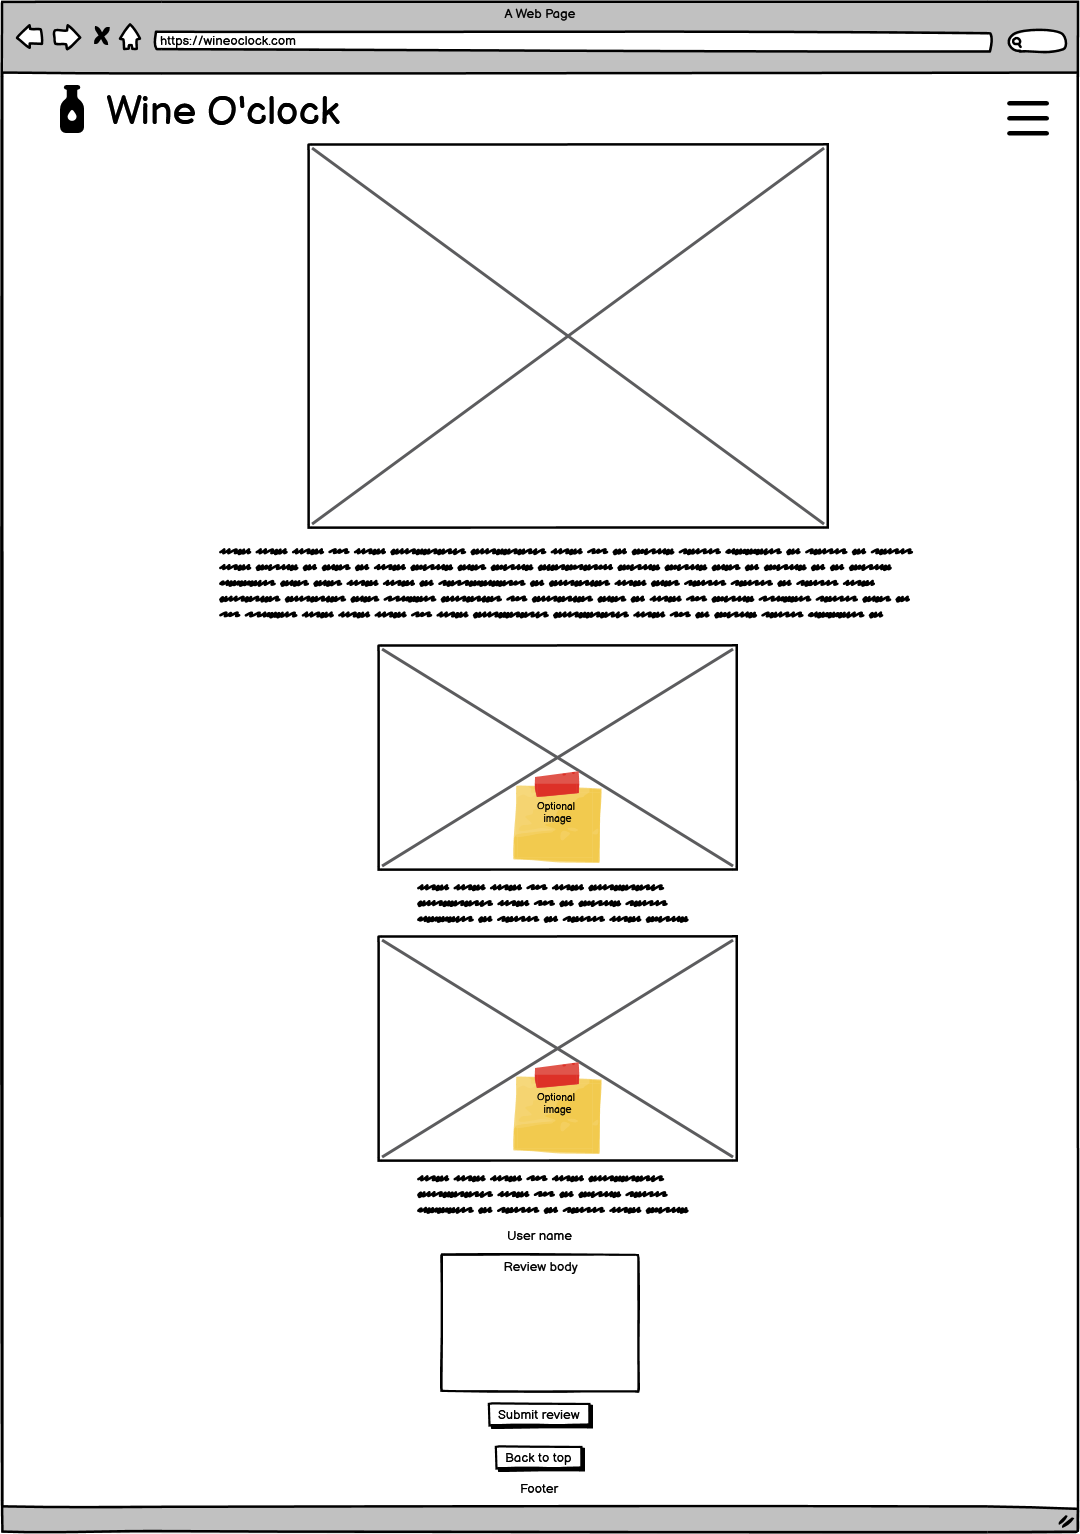 A Web Page
https://wineoclock.com
Wine O'clock
Optional
image
Optional
image
User name
Review body
Submit review
Back to top
Footer